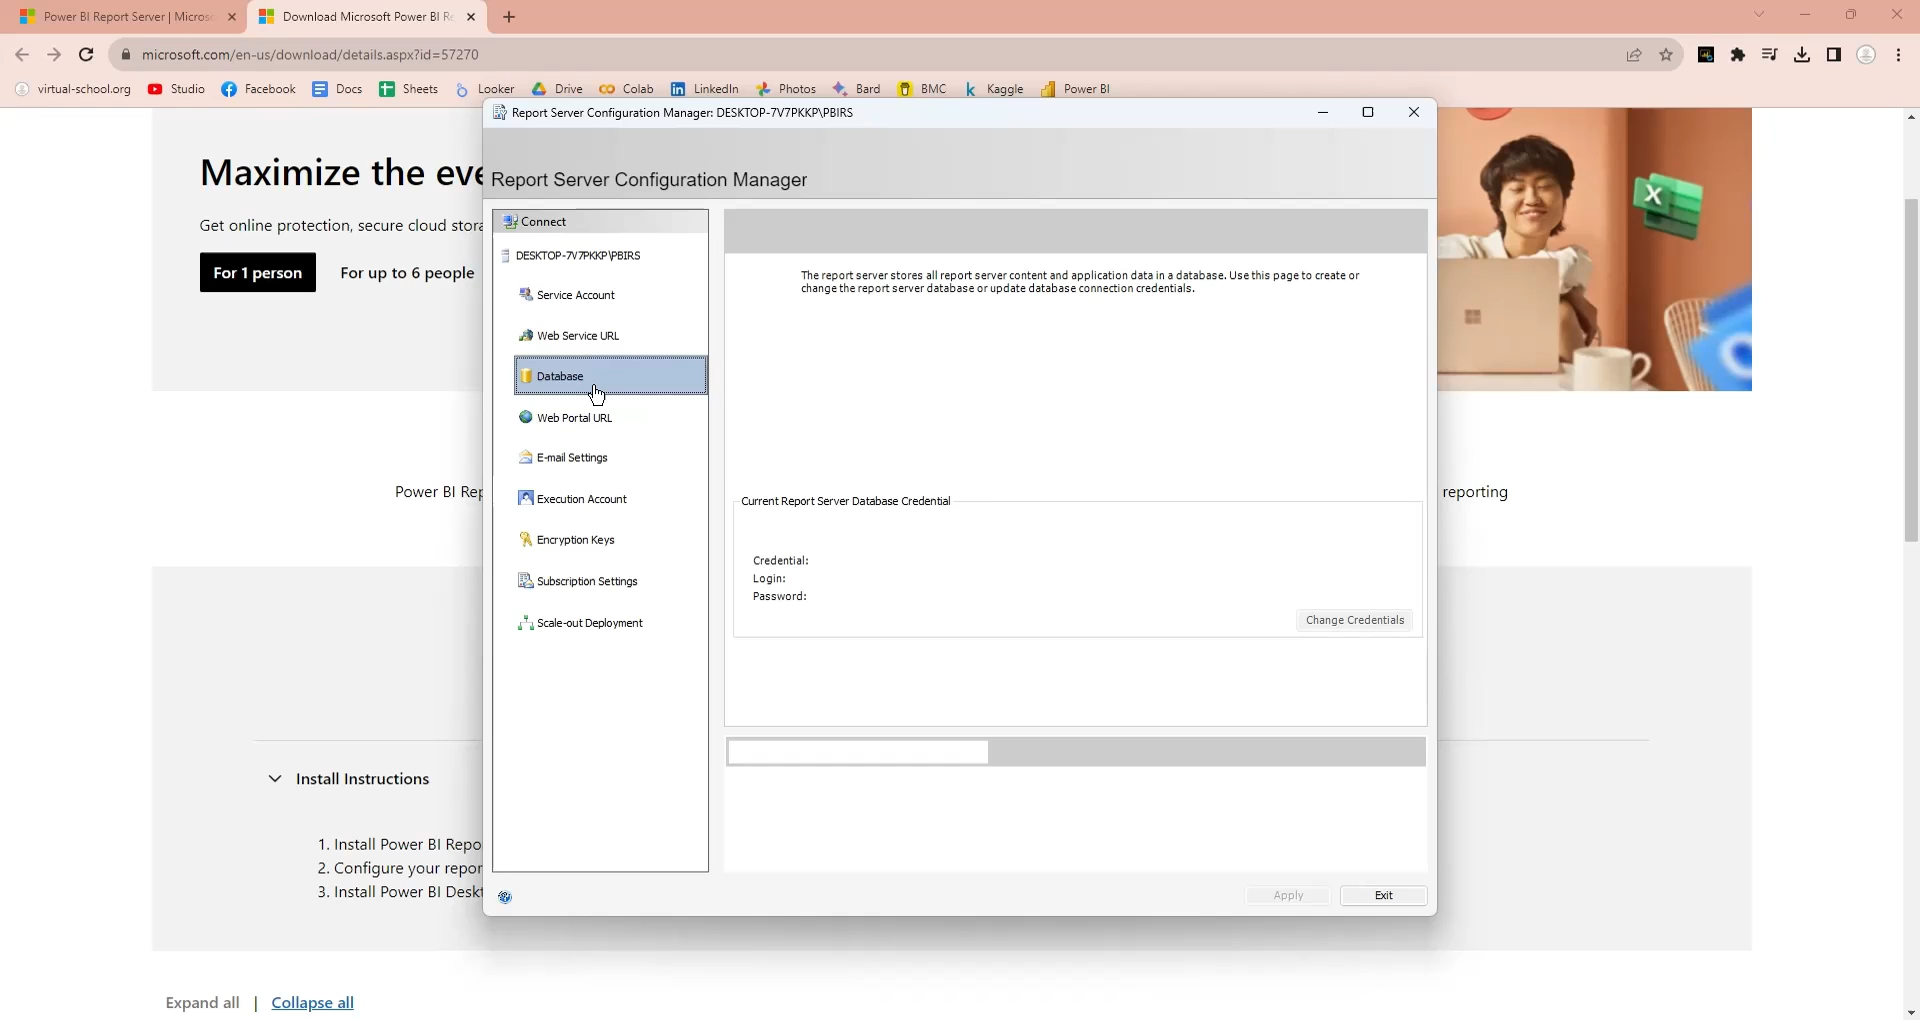 Power BI Report Server | Micros
Download Microsoft Power BI R
microsoft.com/en-us/download/details.aspx?id=57270
virtual-school.org
Studio
Facebook
Docs
Sheets
Looker
Drive
Colab
LinkedIn
Photos
Bard
BMC
Kaggle
Power BI
Report Server Configuration Manager: DESKTOP-7V7PKKP\PBIRS
Maximize the eve
Report Server Configuration Manager
Get online protection, secure cloud stora
For 1 person
For up to 6 people
Connect
DESKTOP-7V7PKKP\PBIRS
Service Account
Web Service URL
Database
Web Portal URL
E-mail Settings
Execution Account
Encryption Keys
Subscription Settings
Scale-out Deployment
The report server stores all report server content and application data in a database. Use this page to create or
change the report server database or update database connection credentials.
Current Report Server Database Credential
Credential:
Login:
Password:
Change Credentials
Power BI Rep
reporting
Install Instructions
1. Install Power BI Repo
2. Configure your repor
3. Install Power BI Deskt
Apply
Exit
Expand all | Collapse all